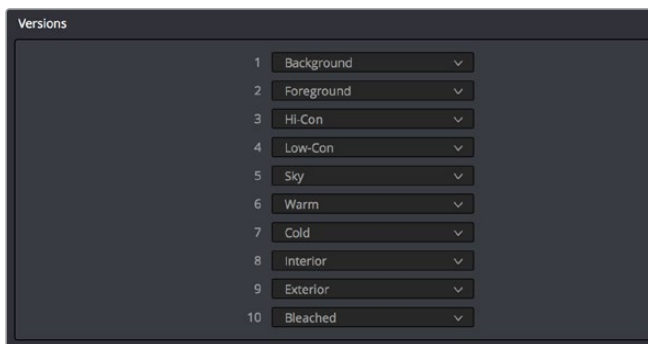 Versions
1 Background
2 Foreground
3 Hi-Con
4 Low-Con
5 Sky
6 Warm
7 Cold
8 Interior
9 Exterior
10 Bleached